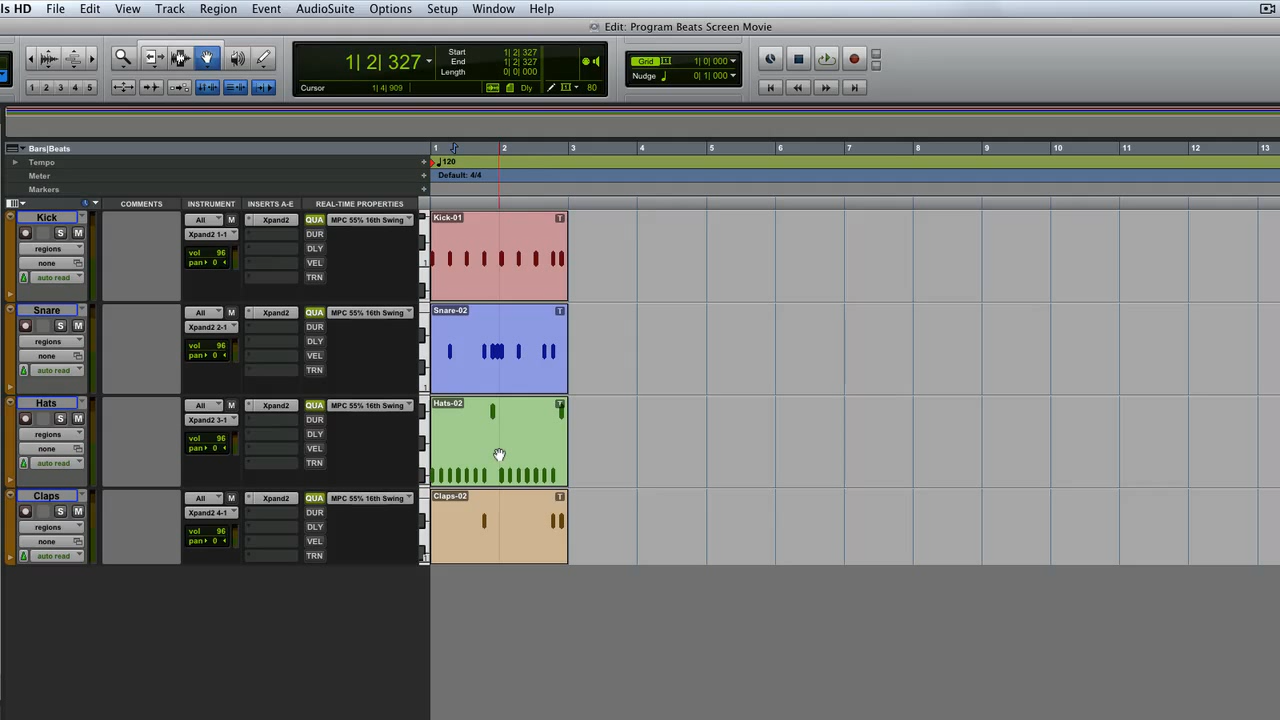 ls HD File Edit View Track Region Event AudioSuite Options Setup Window Help
Edit: Program Beats Screen Movie
1| 2| 327
Start 1| 2| 327
End 1| 2| 327
Length 0| 0| 000
Grid 1| 0| 000
Nudge 0| 1| 000
1 2 3 4 5
Cursor 1| 4| 909
Dly
80
Bars|Beats 1 2 3 4 5 6 7 8 9 10 11 12 13
Tempo 120
Meter Default: 4/4
Markers
COMMENTS INSTRUMENT INSERTS A-E REAL-TIME PROPERTIES
Kick
S M
regions
none
auto read
All M
Xpand2 1-1
vol 96
pan 0
Xpand2
QUA MPC 55% 16th Swing
DUR
DLY
VEL
TRN
1
Kick-01 T
Snare
S M
regions
none
auto read
All M
Xpand2 2-1
vol 96
pan 0
Xpand2
QUA MPC 55% 16th Swing
DUR
DLY
VEL
TRN
1
Snare-02 T
Hats
S M
regions
none
auto read
All M
Xpand2 3-1
vol 96
pan 0
Xpand2
QUA MPC 55% 16th Swing
DUR
DLY
VEL
TRN
Hats-02 T
Claps
S M
regions
none
auto read
All M
Xpand2 4-1
vol 96
pan 0
Xpand2
QUA MPC 55% 16th Swing
DUR
DLY
VEL
TRN
1
Claps-02 T